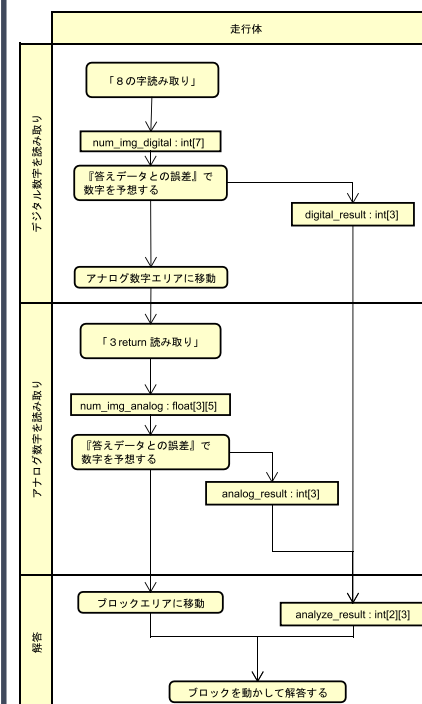 走行体
デジタル数字を読み取り
「８の字読み取り」
num_img_digital : int[7]
『答えデータとの誤差』で
数字を予想する
digital_result : int[3]
アナログ数字エリアに移動
アナログ数字を読み取り
「３return 読み取り」
num_img_analog : float[3][5]
『答えデータとの誤差』で
数字を予想する
analog_result : int[3]
解答
ブロックエリアに移動
analyze_result : int[2][3]
ブロックを動かして解答する